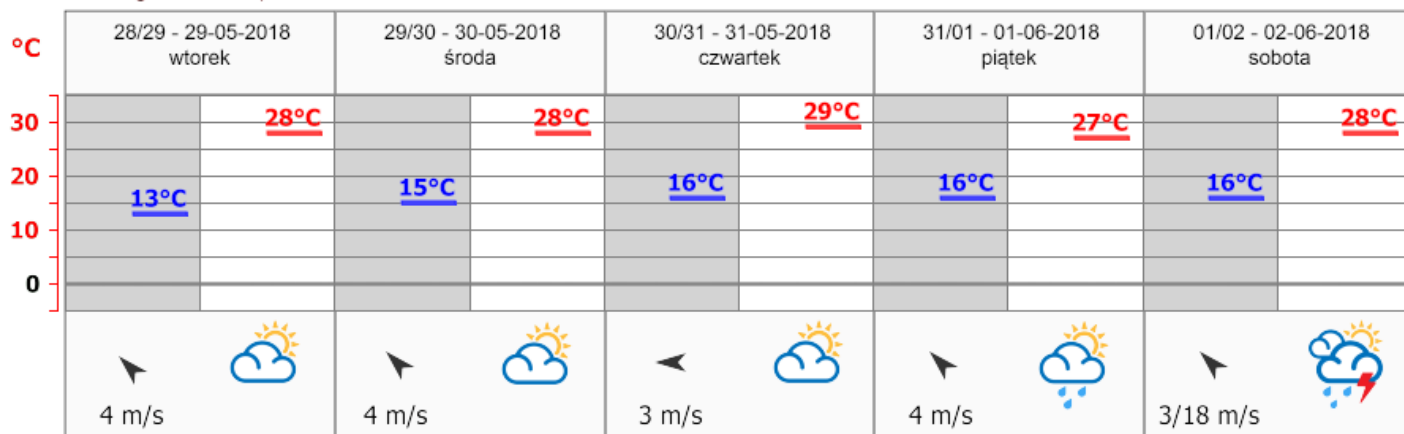 28/29 - 29-05-2018
wtorek
29/30 - 30-05-2018
środa
30/31 - 31-05-2018
czwartek
31/01 - 01-06-2018
piątek
01/02 - 02-06-2018
sobota
°C
30
20
10
0
28°C
28°C
29°C
27°C
28°C
13°C
15°C
16°C
16°C
16°C
4 m/s
4 m/s
3 m/s
4 m/s
3/18 m/s